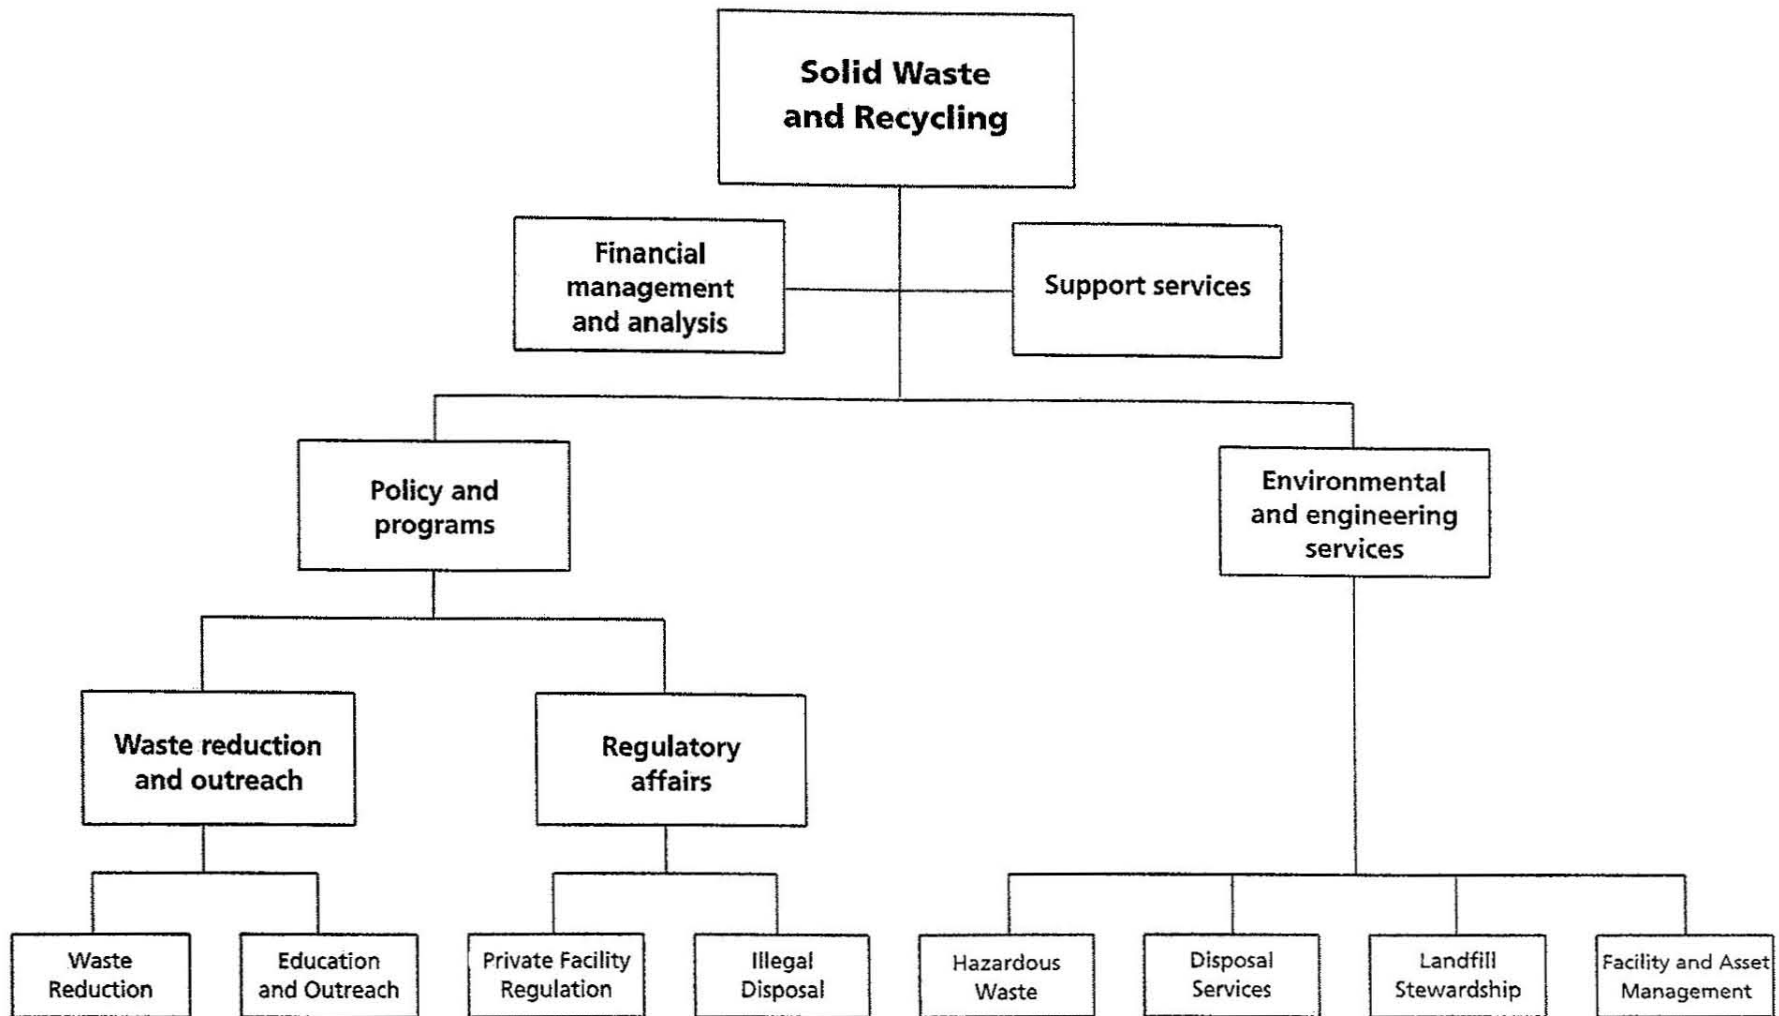 Solid Waste
and Recycling
Financial
management
and analysis
Support services
Policy and
programs
Environmental
and engineering
services
Waste reduction
and outreach
Regulatory
affairs
Waste
Reduction
Education
and Outreach
Private Facility
Regulation
Illegal
Disposal
Hazardous
Waste
Disposal
Services
Landfill
Stewardship
Facility and Asset
Management